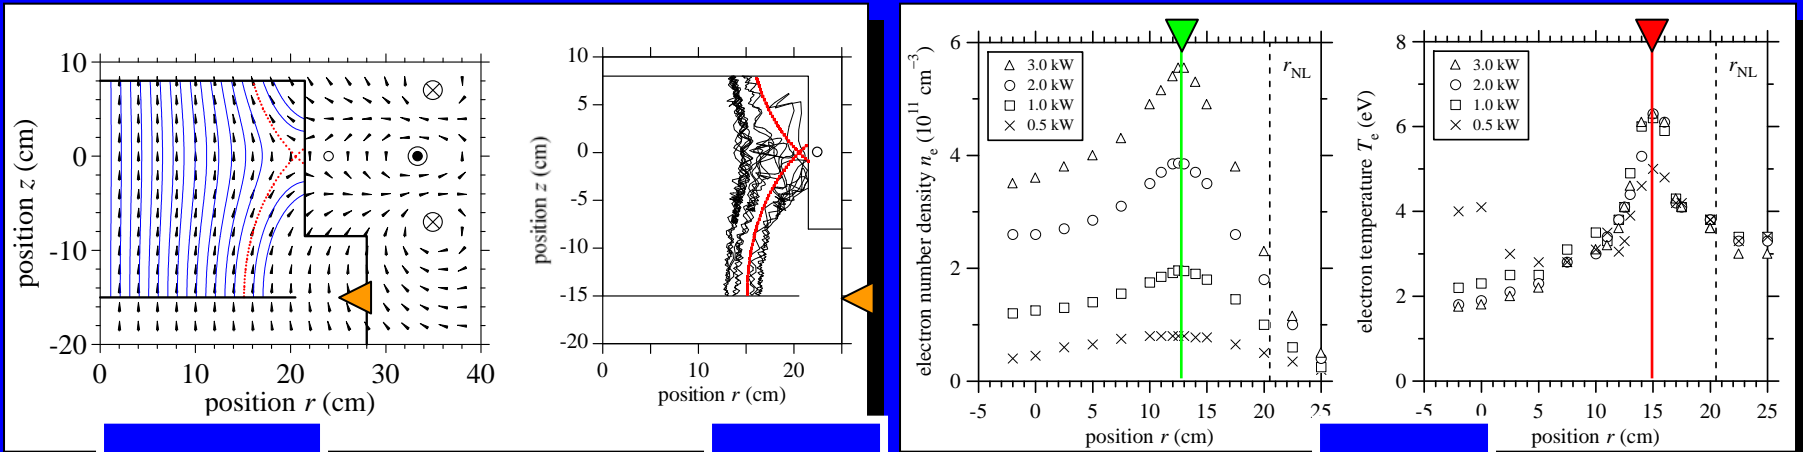 position z (cm)
10
0
-10
-20
0
10
20
30
40
position r (cm)
position z (cm)
10
5
0
-5
-10
-15
-20
0
10
20
position r (cm)
electron number density nₑ (10¹¹ cm⁻³)
6
4
2
0
3.0 kW
2.0 kW
1.0 kW
0.5 kW
rNL
-5
0
5
10
15
20
25
position r (cm)
electron temperature Tₑ (eV)
8
6
4
2
0
3.0 kW
2.0 kW
1.0 kW
0.5 kW
rNL
-5
0
5
10
15
20
25
position r (cm)